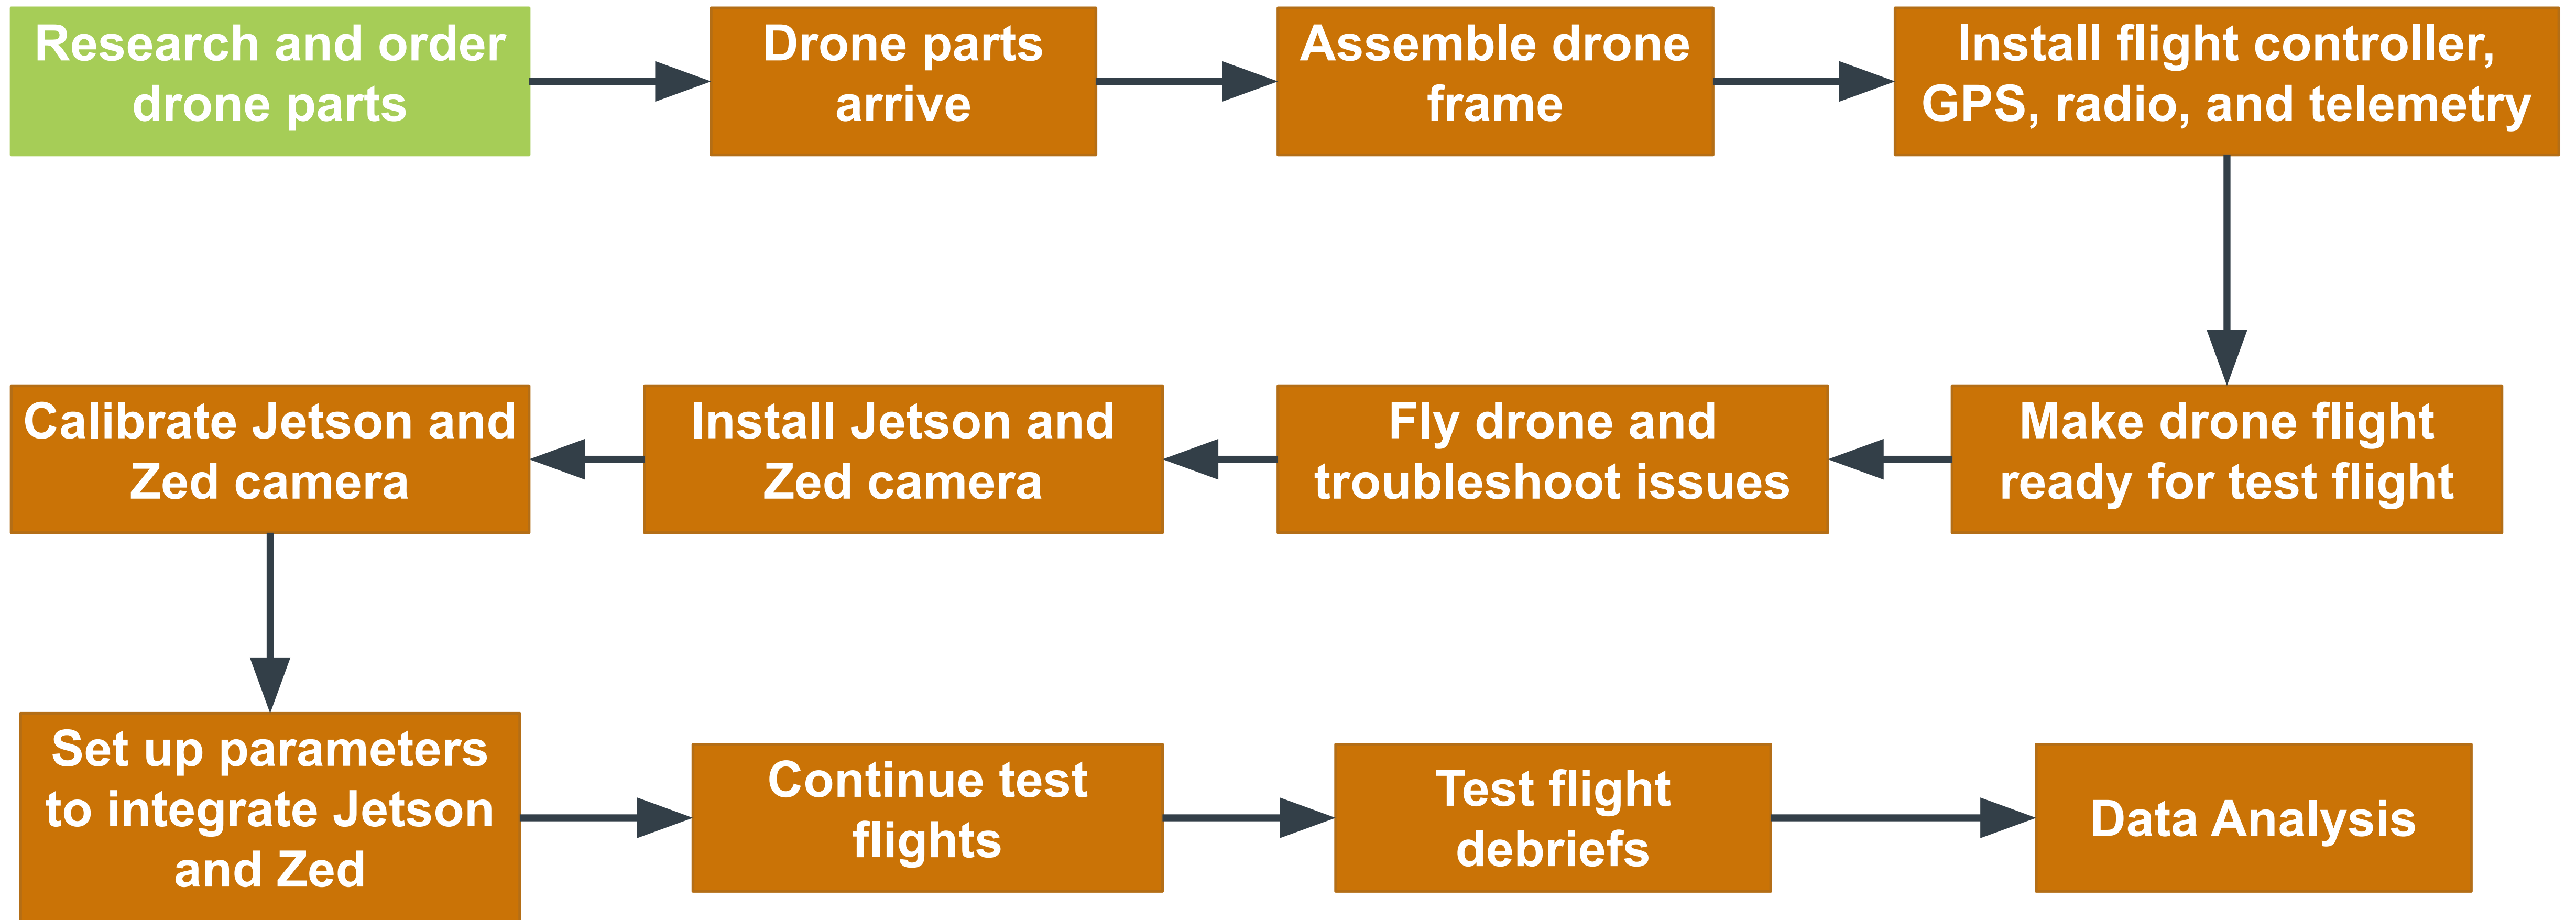 Research and order
drone parts
Drone parts
arrive
Assemble drone
frame
Install flight controller,
GPS, radio, and telemetry
Make drone flight
ready for test flight
Fly drone and
troubleshoot issues
Install Jetson and
Zed camera
Calibrate Jetson and
Zed camera
Set up parameters
to integrate Jetson
and Zed
Continue test
flights
Test flight
debriefs
Data Analysis